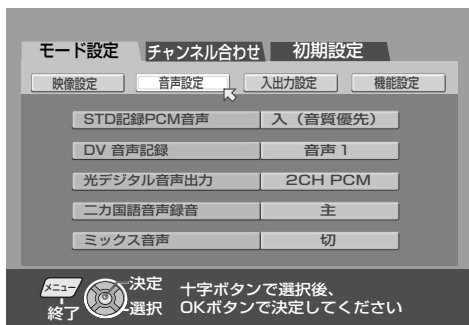 モード設定 チャンネル合わせ 初期設定
映像設定 音声設定 入出力設定 機能設定
STD記録PCM音声 入（音質優先）
DV 音声記録 音声 1
光デジタル音声出力 2CH PCM
二カ国語音声録音 主
ミックス音声 切
メニュー 決定 十字ボタンで選択後、
終了 選択 OKボタンで決定してください